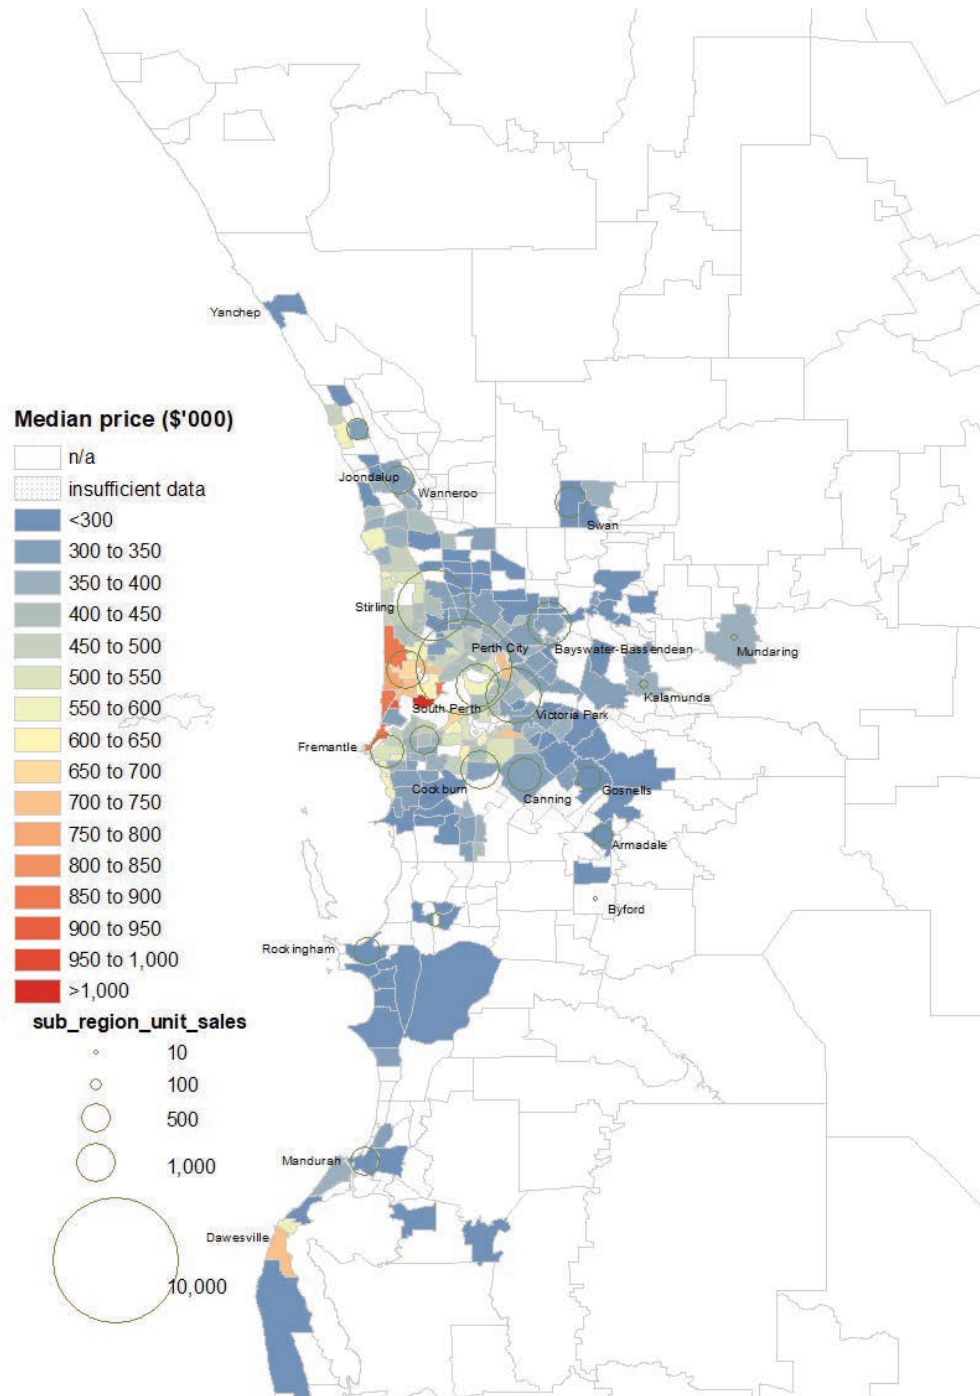 Yanchep
Median price ($'000)
n/a
insufficient data
<300
300 to 350
350 to 400
400 to 450
450 to 500
500 to 550
550 to 600
600 to 650
650 to 700
700 to 750
750 to 800
800 to 850
850 to 900
900 to 950
950 to 1,000
>1,000
sub_region_unit_sales
10
100
500
1,000
10,000
Joondalup
Wanneroo
Swan
Stirling
Perth City
Bayswater-Bassendean
Mundaring
Kalamunda
South Perth
Victoria Park
Fremantle
Cockburn
Canning
Gosnells
Armadale
Byford
Rockingham
Mandurah
Dawesville